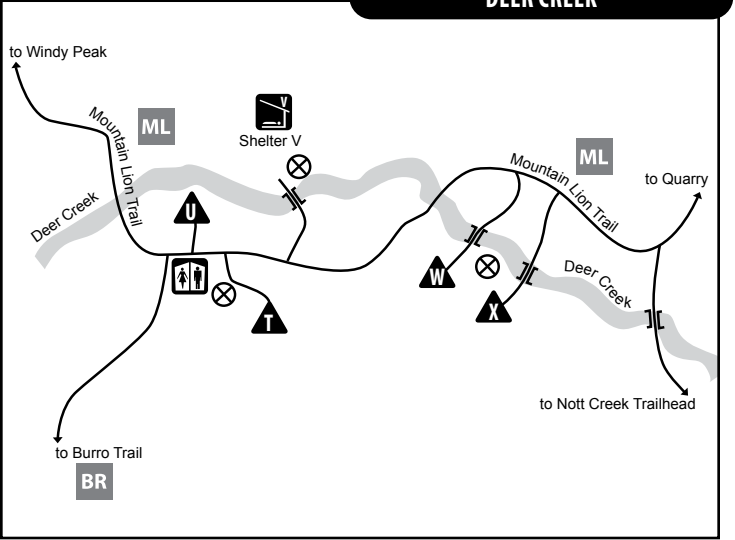 DEER CREEK
to Windy Peak
Mountain Lion Trail
ML
V
Shelter V
ML
Mountain Lion Trail
to Quarry
Deer Creek
U
W
Deer Creek
X
T
to Nott Creek Trailhead
to Burro Trail
BR